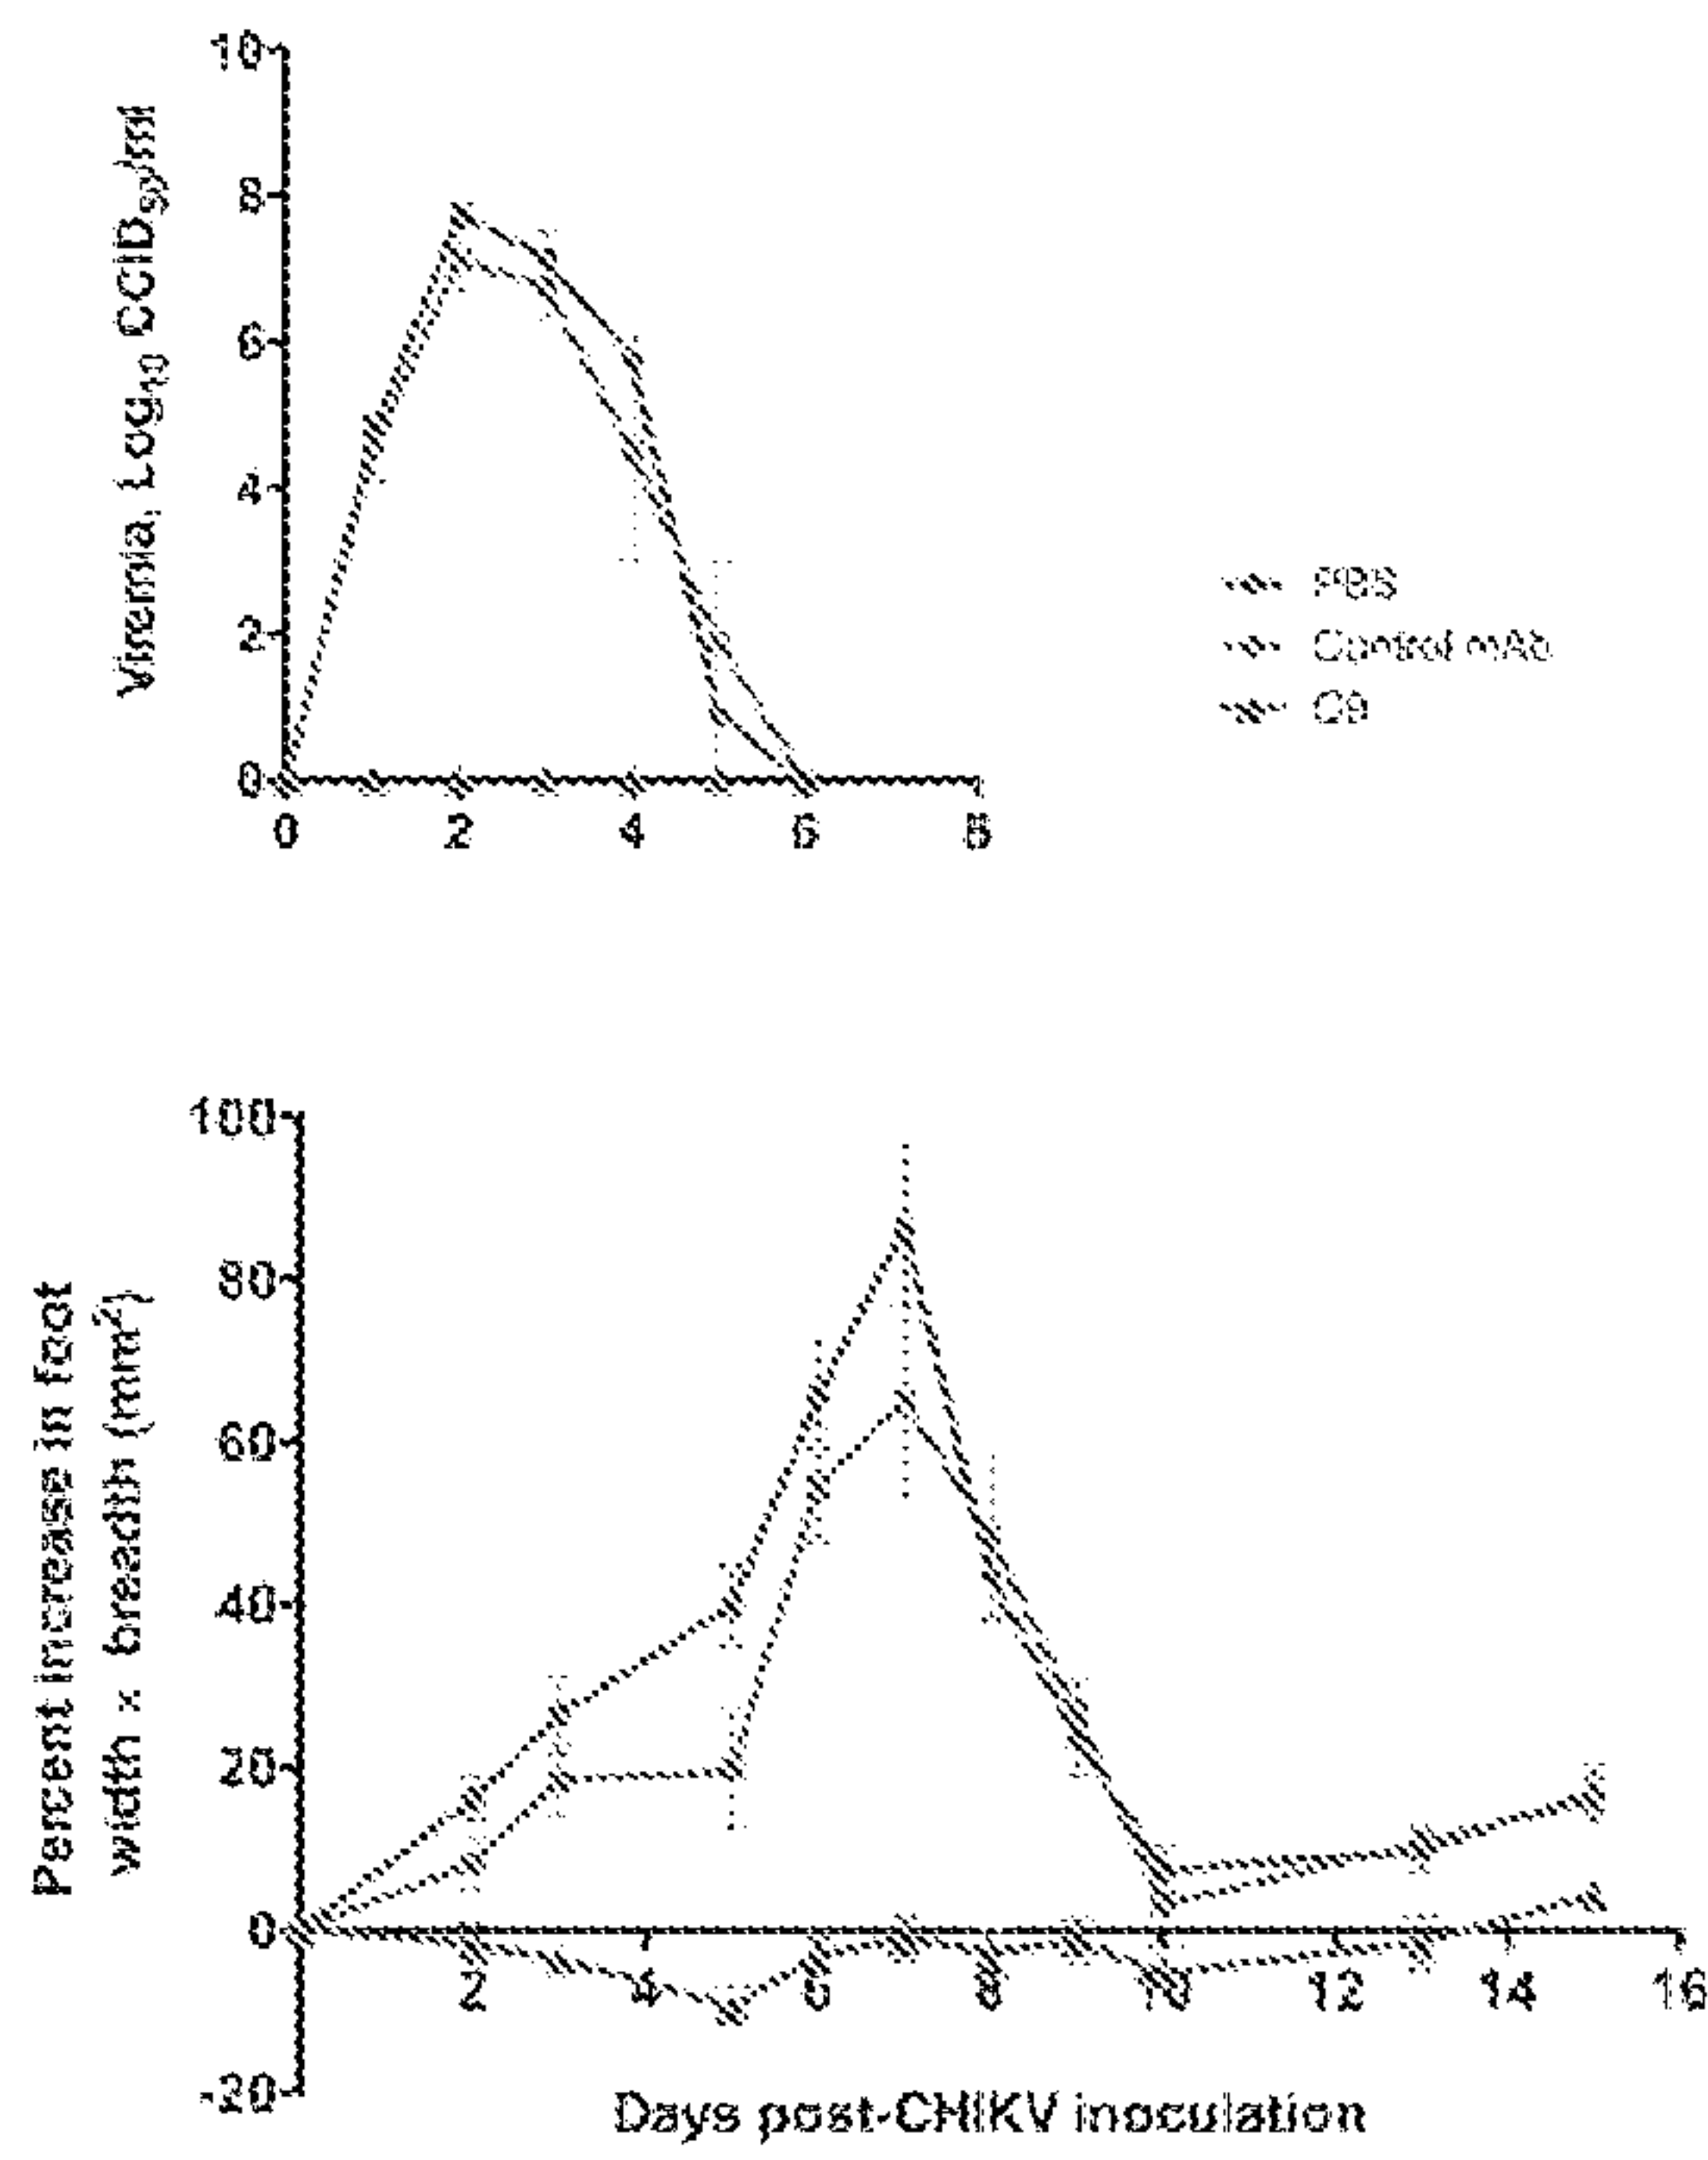 Viremia, Log10 CCID50/ml
10
8
6
4
2
0
0 2 4 6 8
PBS
Control mAb
C9
Percent increase in foot
width × breadth (mm²)
100
80
60
40
20
0
-20
2 4 6 8 10 12 14 16
Days post-CHIKV inoculation